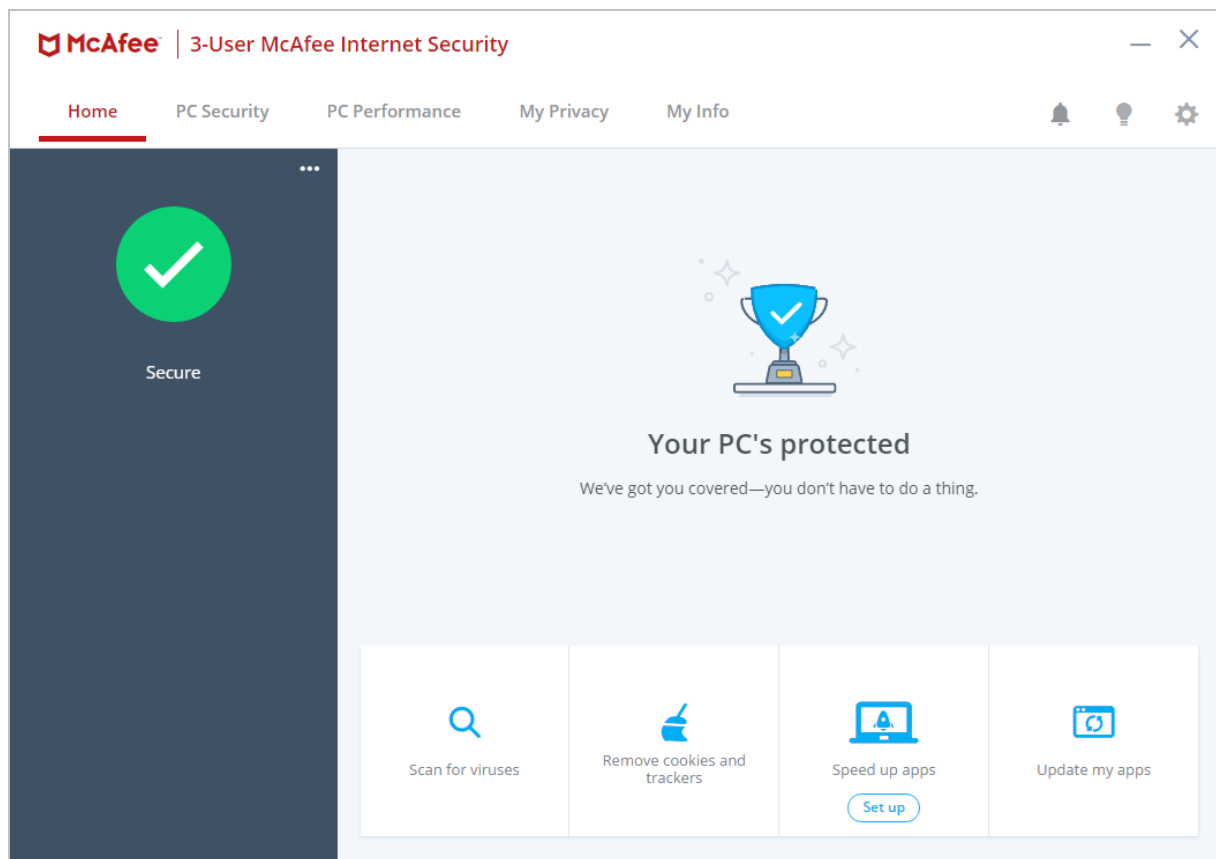 McAfee™ | 3-User McAfee Internet Security
Home PC Security PC Performance My Privacy My Info
Secure
Your PC's protected
We've got you covered—you don't have to do a thing.
Scan for viruses
Remove cookies and
trackers
Speed up apps
Set up
Update my apps